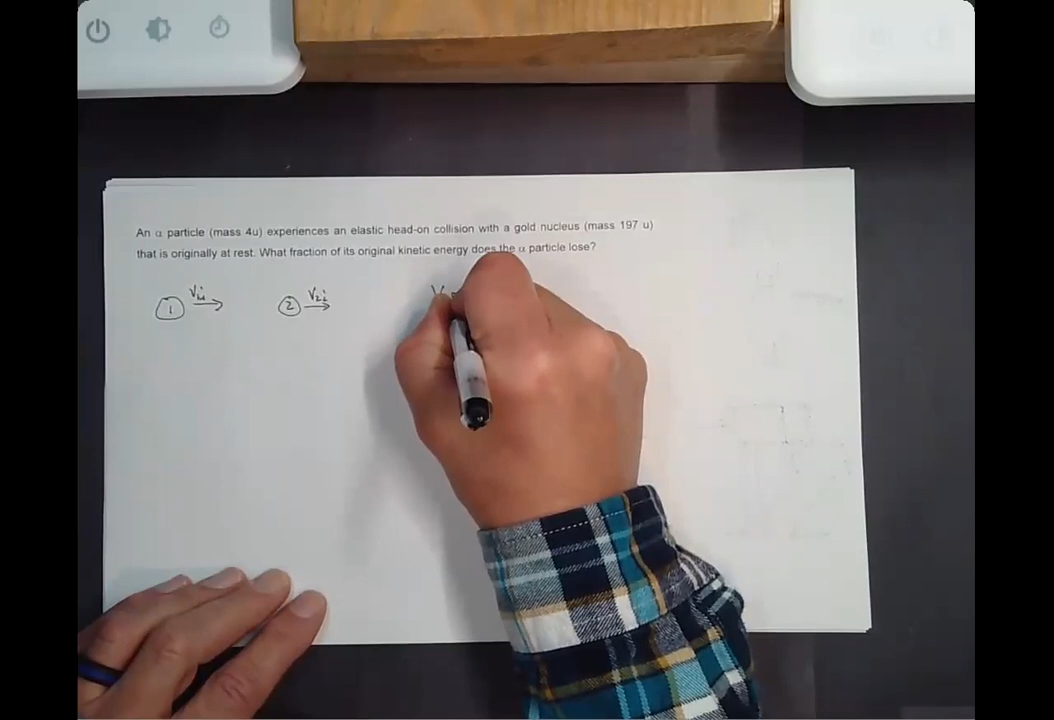 An α particle (mass 4u) experiences an elastic head-on collision with a gold nucleus (mass 197 u)
that is originally at rest. What fraction of its original kinetic energy does the α particle lose?
1 V₁ᵢ 2 V₂ᵢ V